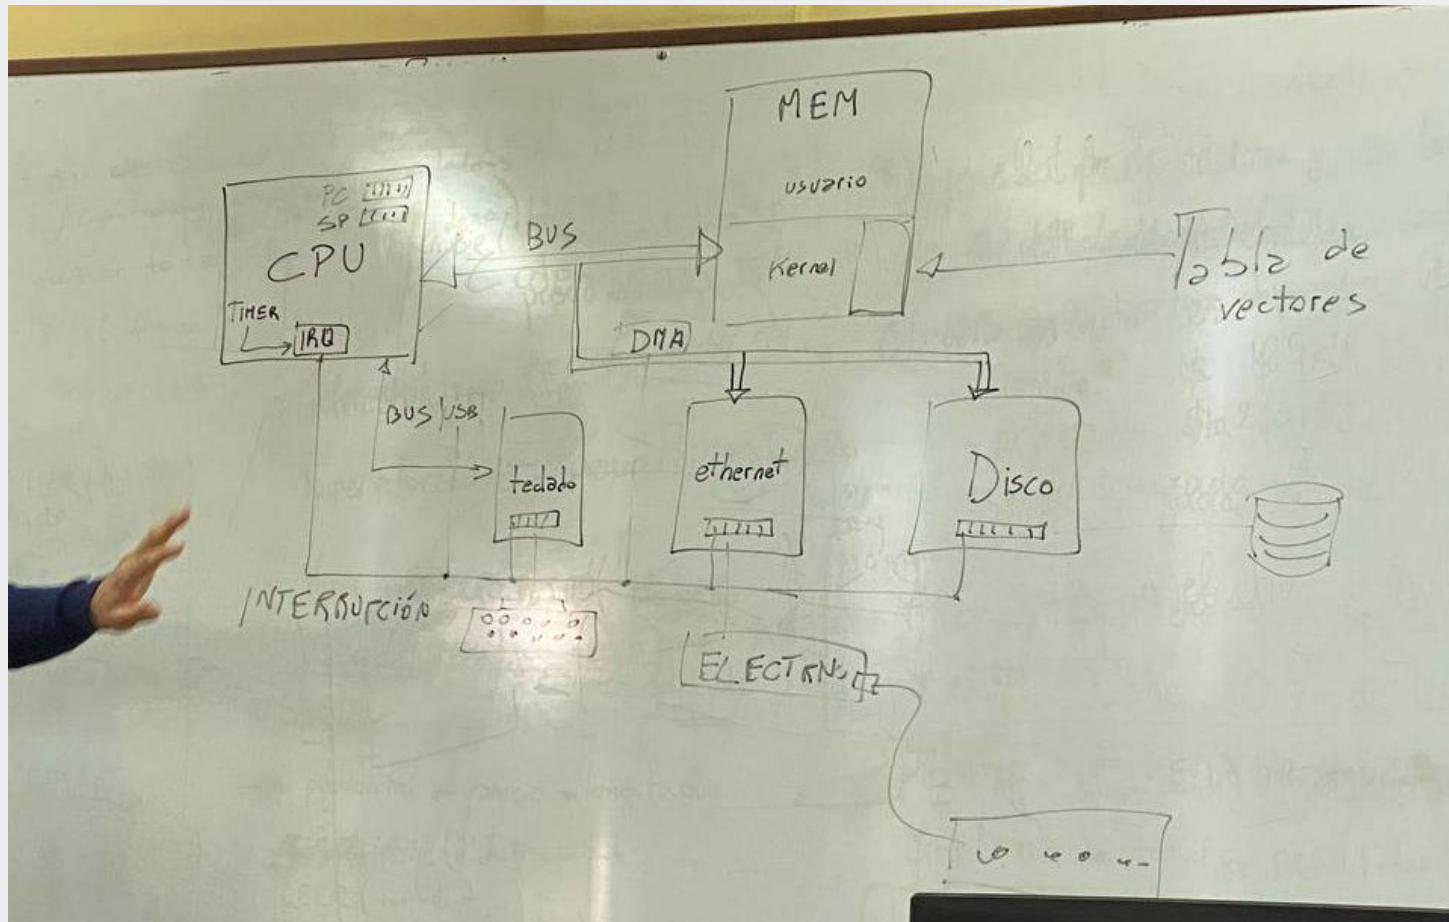 MEM
usuario
Kernel
Tabla de
vectores
PC
SP
CPU
TIMER
IRQ
BUS
DMA
BUS USB
teclado
ethernet
Disco
INTERRUPCIÓN